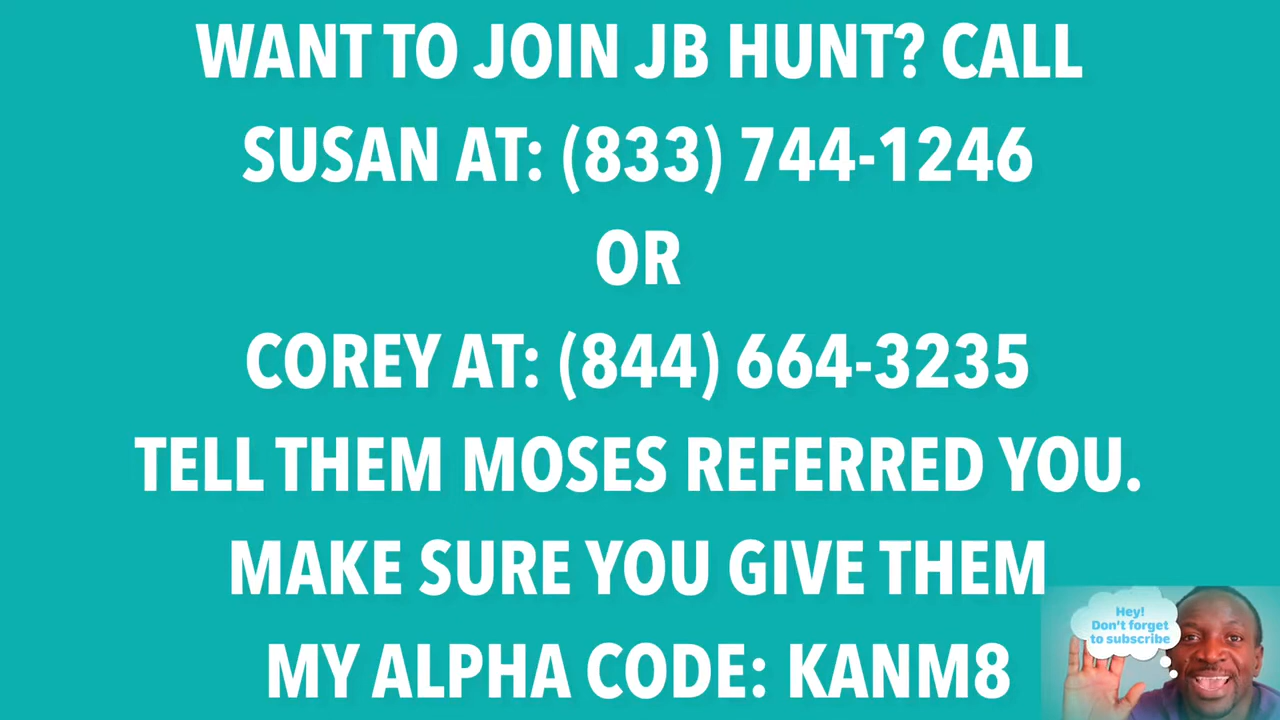 WANT TO JOIN JB HUNT? CALL
SUSAN AT: (833) 744-1246
OR
COREY AT: (844) 664-3235
TELL THEM MOSES REFERRED YOU.
MAKE SURE YOU GIVE THEM
MY ALPHA CODE: KANM8
Hey!
Don't forget
to subscribe